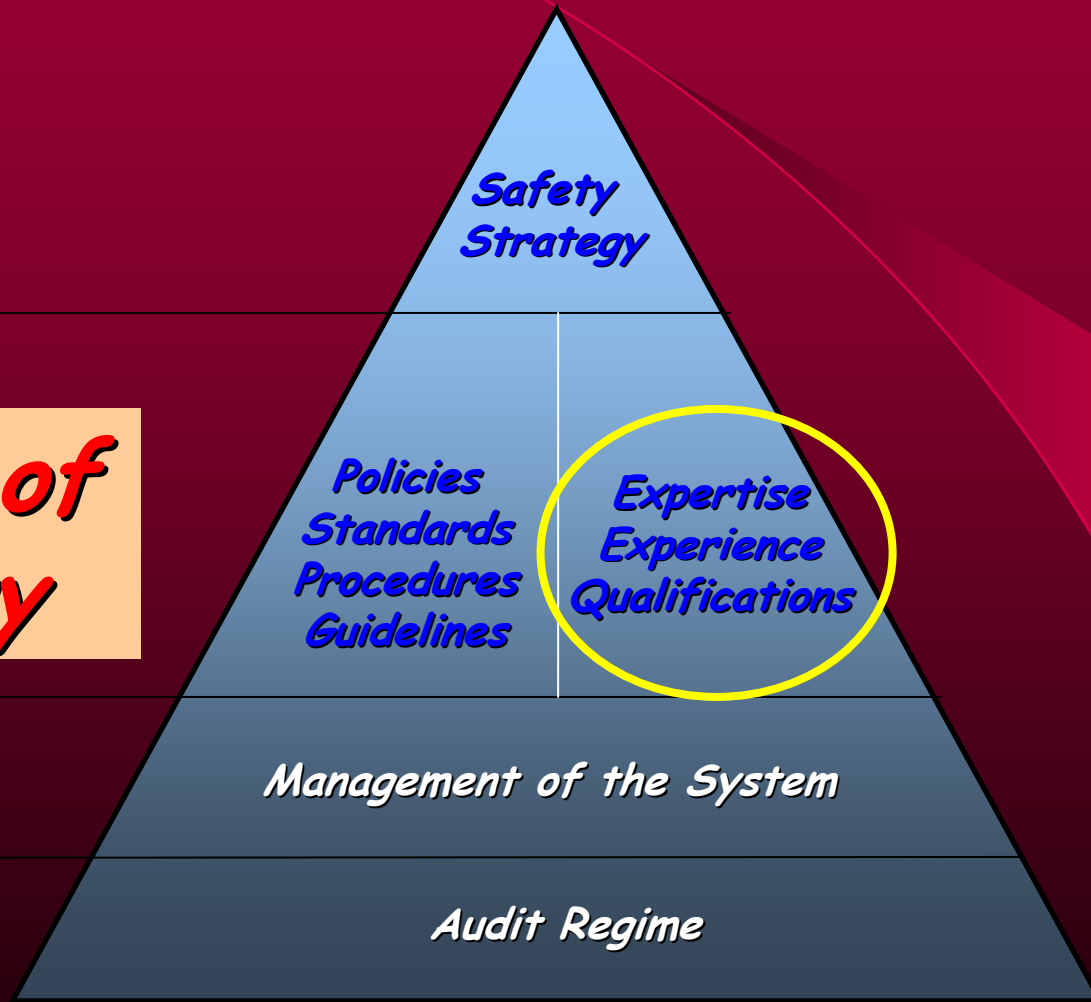 Safety
Strategy
of
y
Policies
Standards
Procedures
Guidelines
Expertise
Experience
Qualifications
Management of the System
Audit Regime